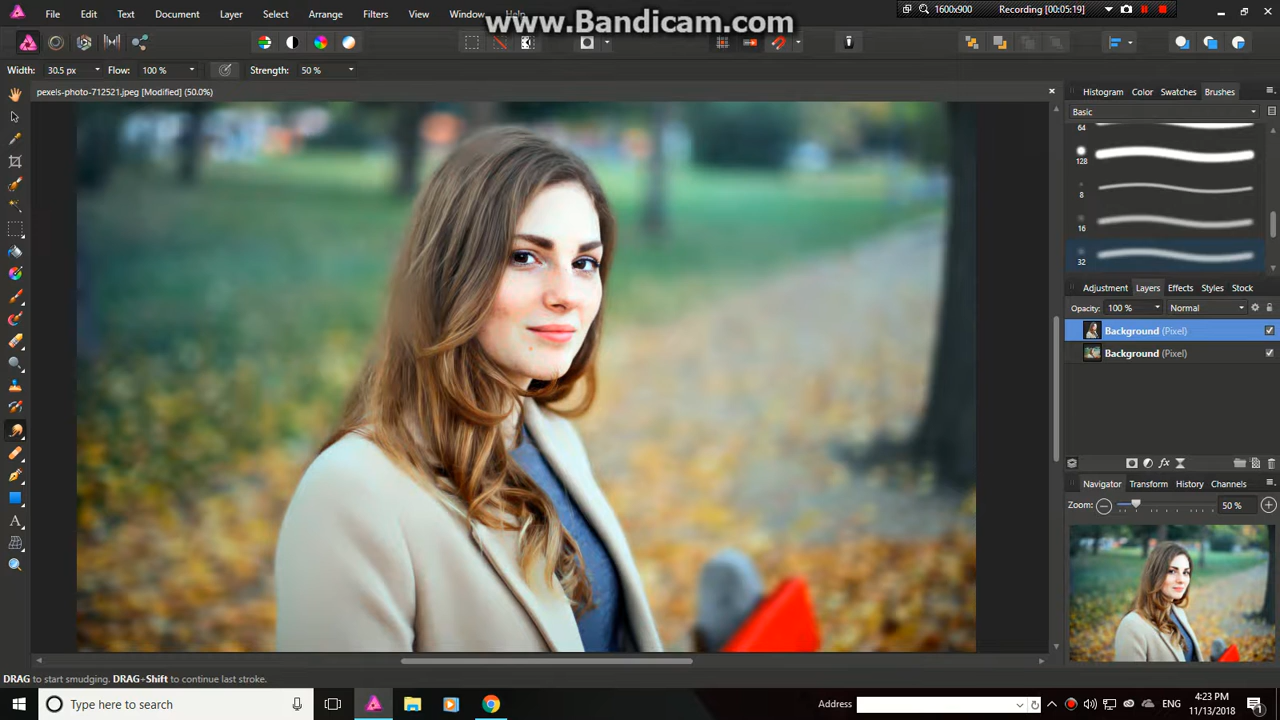 File Edit Text Document Layer Select Arrange Filters View Window Help
www.Bandicam.com
1600x900 Recording [00:05:19]
Width: 30.5 px Flow: 100 % Strength: 50 %
pexels-photo-712521.jpeg [Modified] (50.0%)
Histogram Color Swatches Brushes
Basic
64
128
8
16
32
Adjustment Layers Effects Styles Stock
Opacity: 100 % Normal
Background (Pixel)
Background (Pixel)
Navigator Transform History Channels
Zoom: 50 %
DRAG to start smudging. DRAG+Shift to continue last stroke.
Type here to search
Address
ENG
4:23 PM
11/13/2018
1